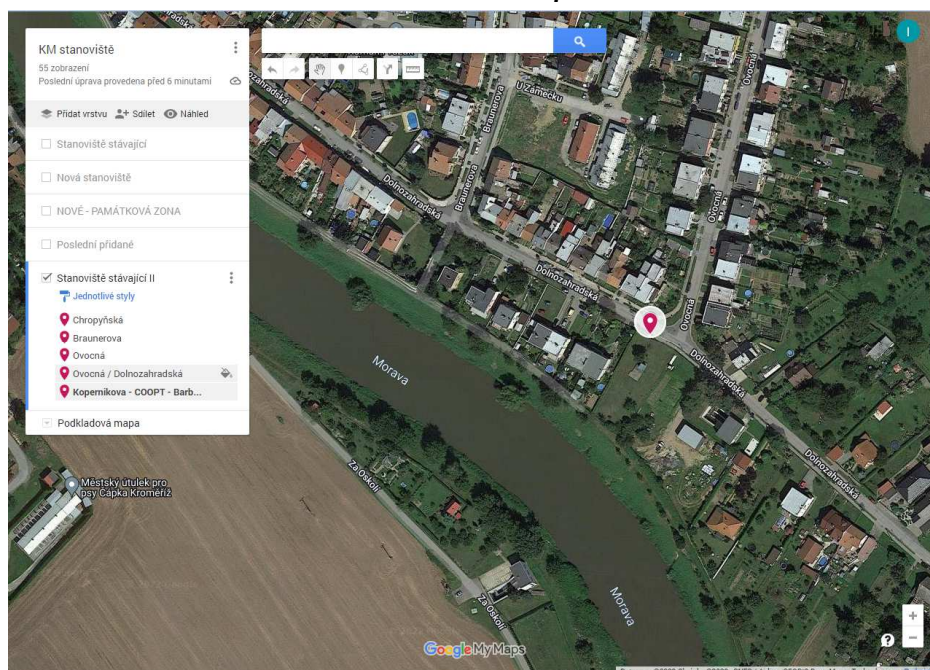 KM stanoviště
55 zobrazení
Poslední úprava provedena před 6 minutami
Přidat vrstvu
Sdílet
Náhled
Stanoviště stávající
Nová stanoviště
NOVÉ - PAMÁTKOVÁ ZONA
Poslední přidané
Stanoviště stávající II
Jednotlivé styly
Chropyňská
Braunerova
Ovocná
Ovocná / Dolnozahradská
Kopernikova - COOPT - Barb...
Podkladová mapa
I
U Zámečku
Braunerova
Braunerova
Ovocná
Ovocná
Ovocná
Dolnozahradská
Dolnozahradská
Dolnozahradská
Dolnozahradská
Morava
Morava
Za Oskolí
Za Oskolí
Městský útulek pro
psy Čápka Kroměříž
Google My Maps
+
−
?